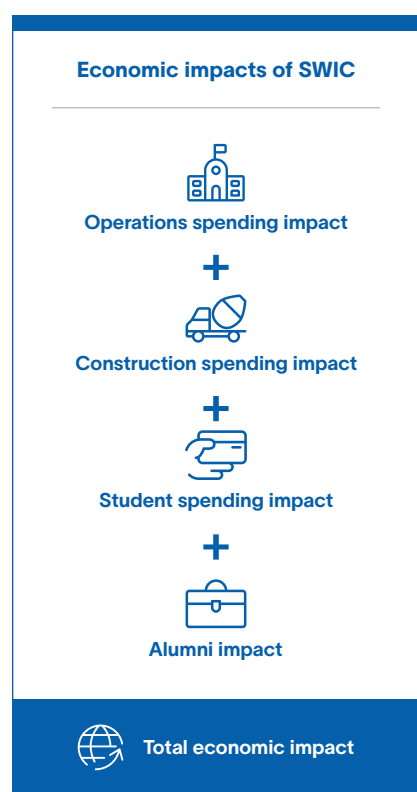 Economic impacts of SWIC
Operations spending impact
+
Construction spending impact
+
Student spending impact
+
Alumni impact
Total economic impact